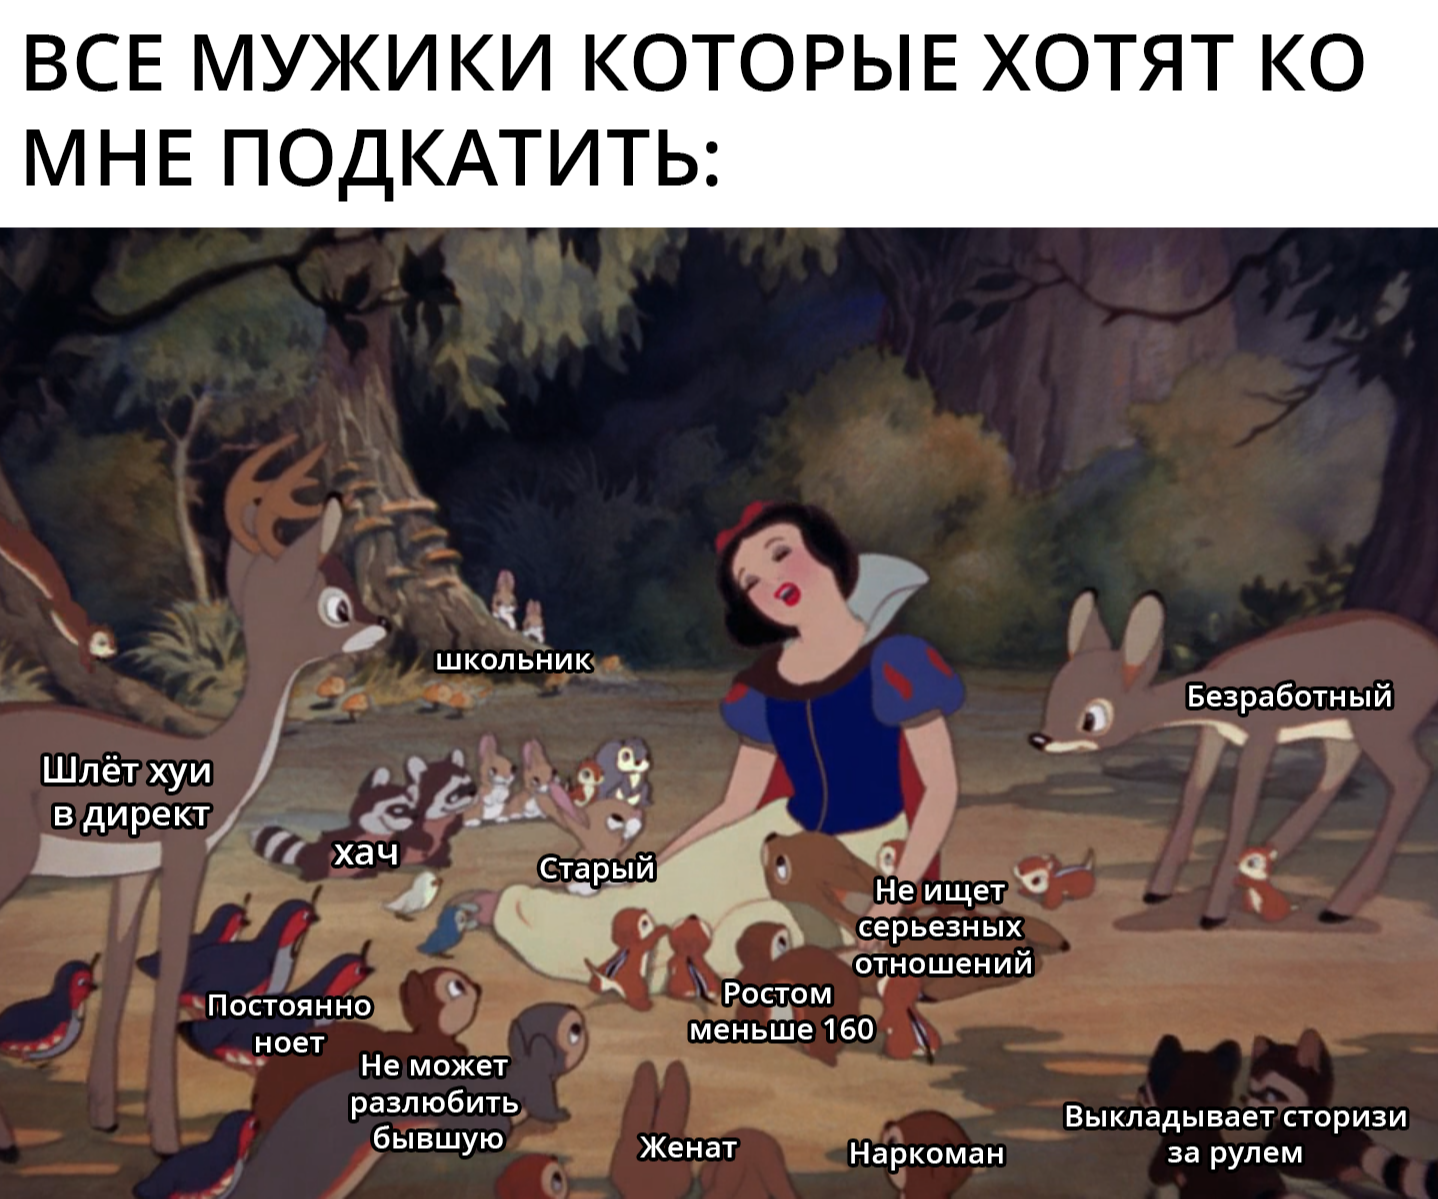 ВСЕ МУЖИКИ КОТОРЫЕ ХОТЯТ КО
МНЕ ПОДКАТИТЬ:
школьник
Безработный
Шлёт хуи
в директ
хач
Старый
Не ищет
серьезных
отношений
Ростом
меньше 160
Постоянно
ноет
Не может
разлюбить
бывшую
Женат
Наркоман
Выкладывает сторизи
за рулем